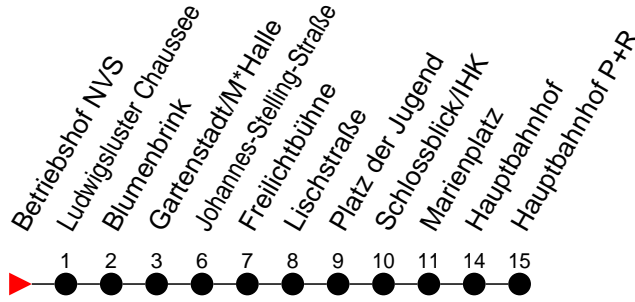 Betriebshof NVS
Ludwigsluster Chaussee
Blumenbrink
Gartenstadt/M*Halle
Johannes-Stelling-Straße
Freilichtbühne
Lischstraße
Platz der Jugend
Schlossblick/IHK
Marienplatz
Hauptbahnhof
Hauptbahnhof P+R
1 2 3 6 7 8 9 10 11 14 15